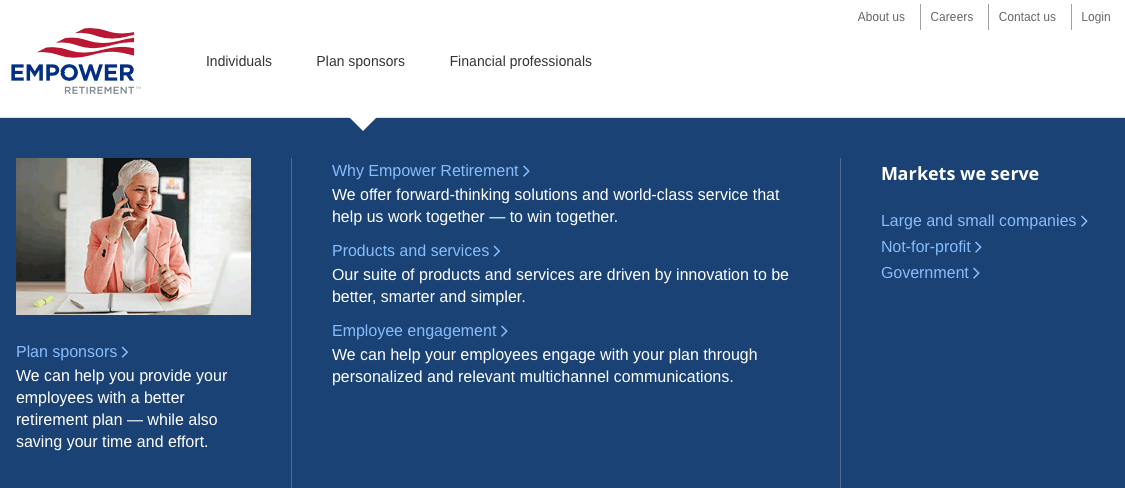 About us
Careers
Contact us
Login
EMPOWER
RETIREMENT™
Individuals
Plan sponsors
Financial professionals
Plan sponsors
We can help you provide your
employees with a better
retirement plan — while also
saving your time and effort.
Why Empower Retirement
We offer forward-thinking solutions and world-class service that
help us work together — to win together.
Products and services
Our suite of products and services are driven by innovation to be
better, smarter and simpler.
Employee engagement
We can help your employees engage with your plan through
personalized and relevant multichannel communications.
Markets we serve
Large and small companies
Not-for-profit
Government